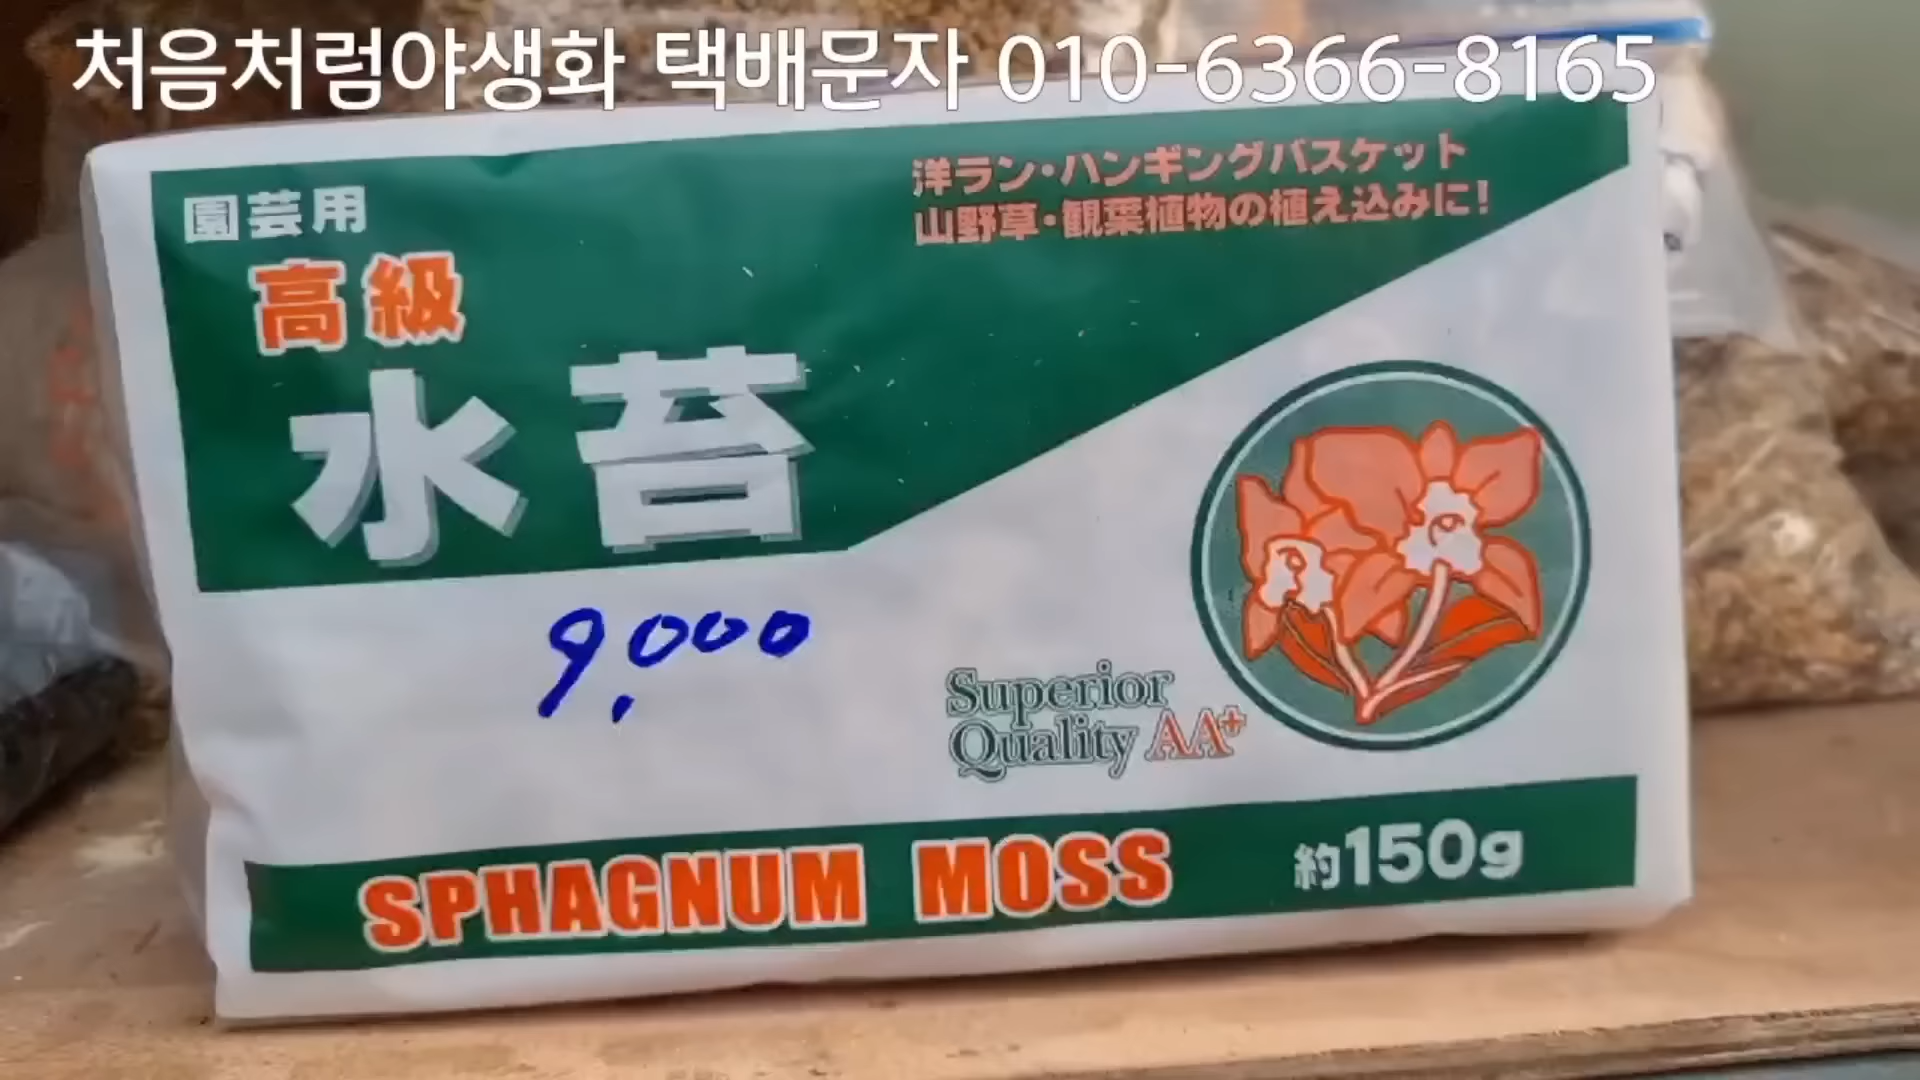 처음처럼야생화 택배문자 010-6366-8165
園芸用
洋ラン・ハンギングバスケット
山野草・観葉植物の植え込みに!
高級
水苔
9,000
Superior
Quality AA+
SPHAGNUM MOSS 約150g